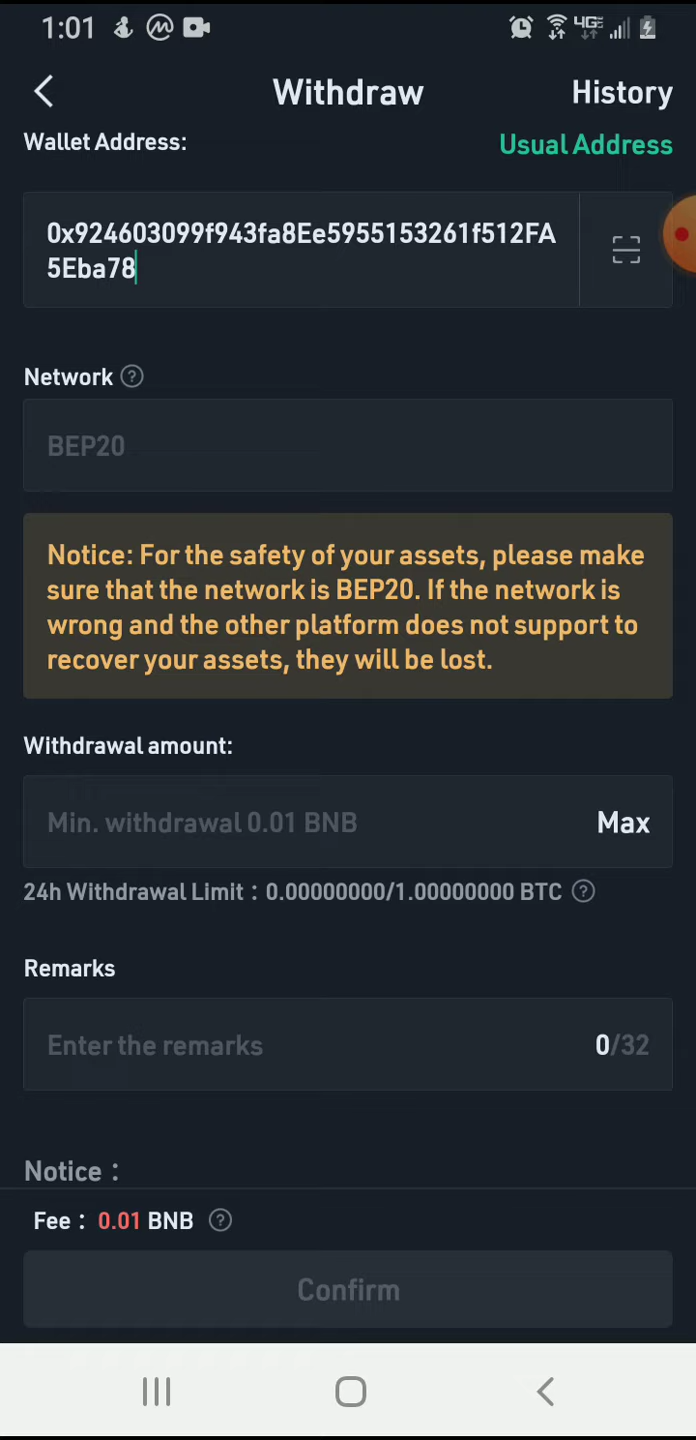 1:01
4GE
Withdraw
History
Wallet Address:
Usual Address
0x924603099f943fa8Ee5955153261f512FA
5Eba78
Network ?
BEP20
Notice: For the safety of your assets, please make
sure that the network is BEP20. If the network is
wrong and the other platform does not support to
recover your assets, they will be lost.
Withdrawal amount:
Min. withdrawal 0.01 BNB
Max
24h Withdrawal Limit : 0.00000000/1.00000000 BTC ?
Remarks
Enter the remarks
0/32
Notice :
Fee : 0.01 BNB ?
Confirm